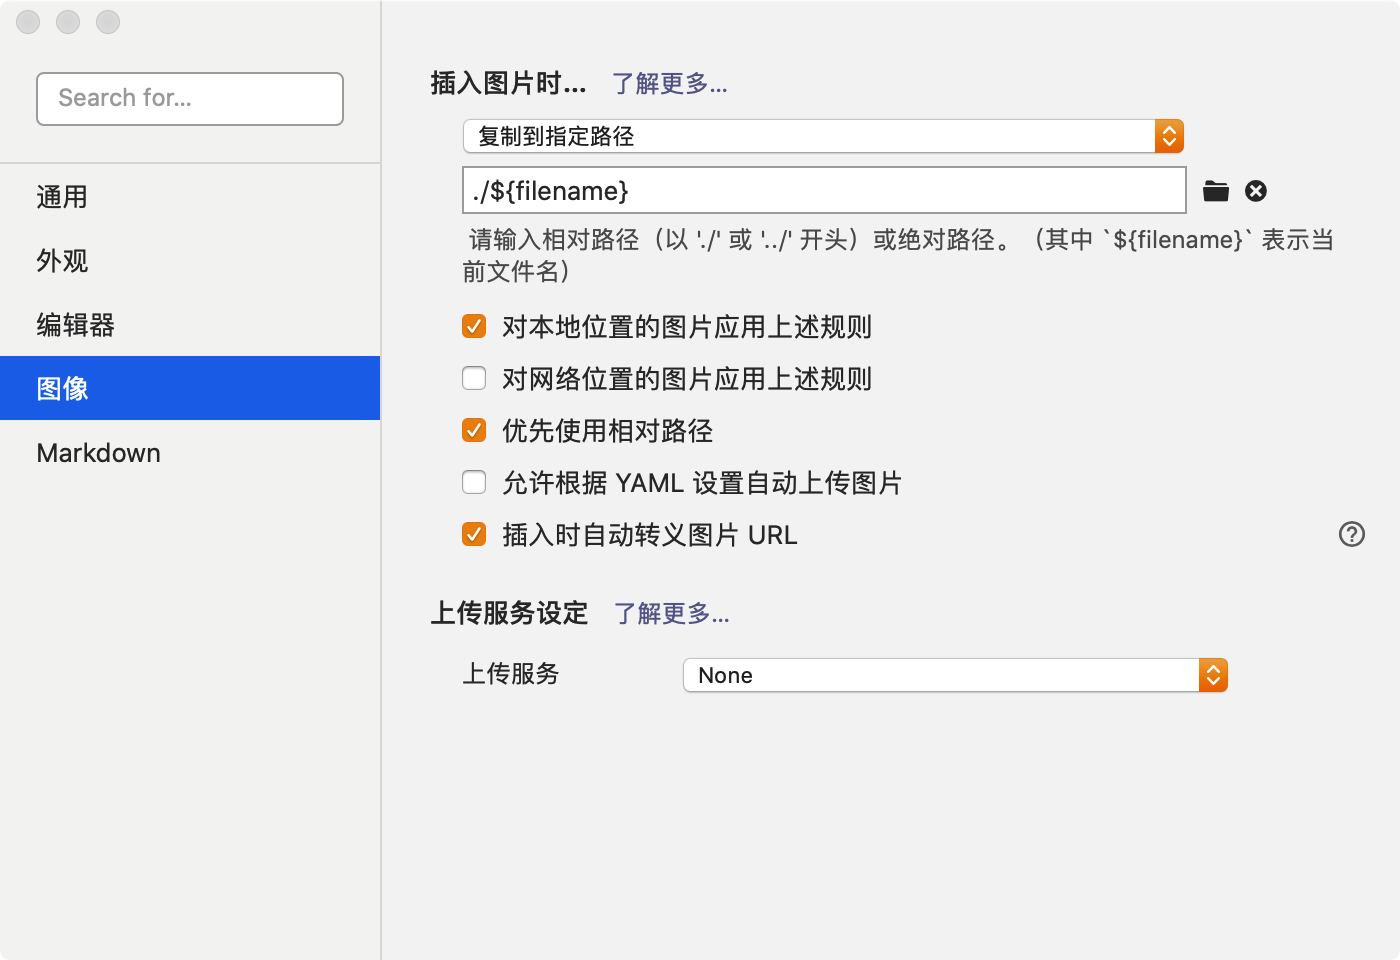 Search for...
通用
外观
编辑器
图像
Markdown
插入图片时... 了解更多...
复制到指定路径
./${filename}
请输入相对路径（以 './' 或 '../' 开头）或绝对路径。（其中 `${filename}` 表示当
前文件名）
对本地位置的图片应用上述规则
对网络位置的图片应用上述规则
优先使用相对路径
允许根据 YAML 设置自动上传图片
插入时自动转义图片 URL
上传服务设定 了解更多...
上传服务 None